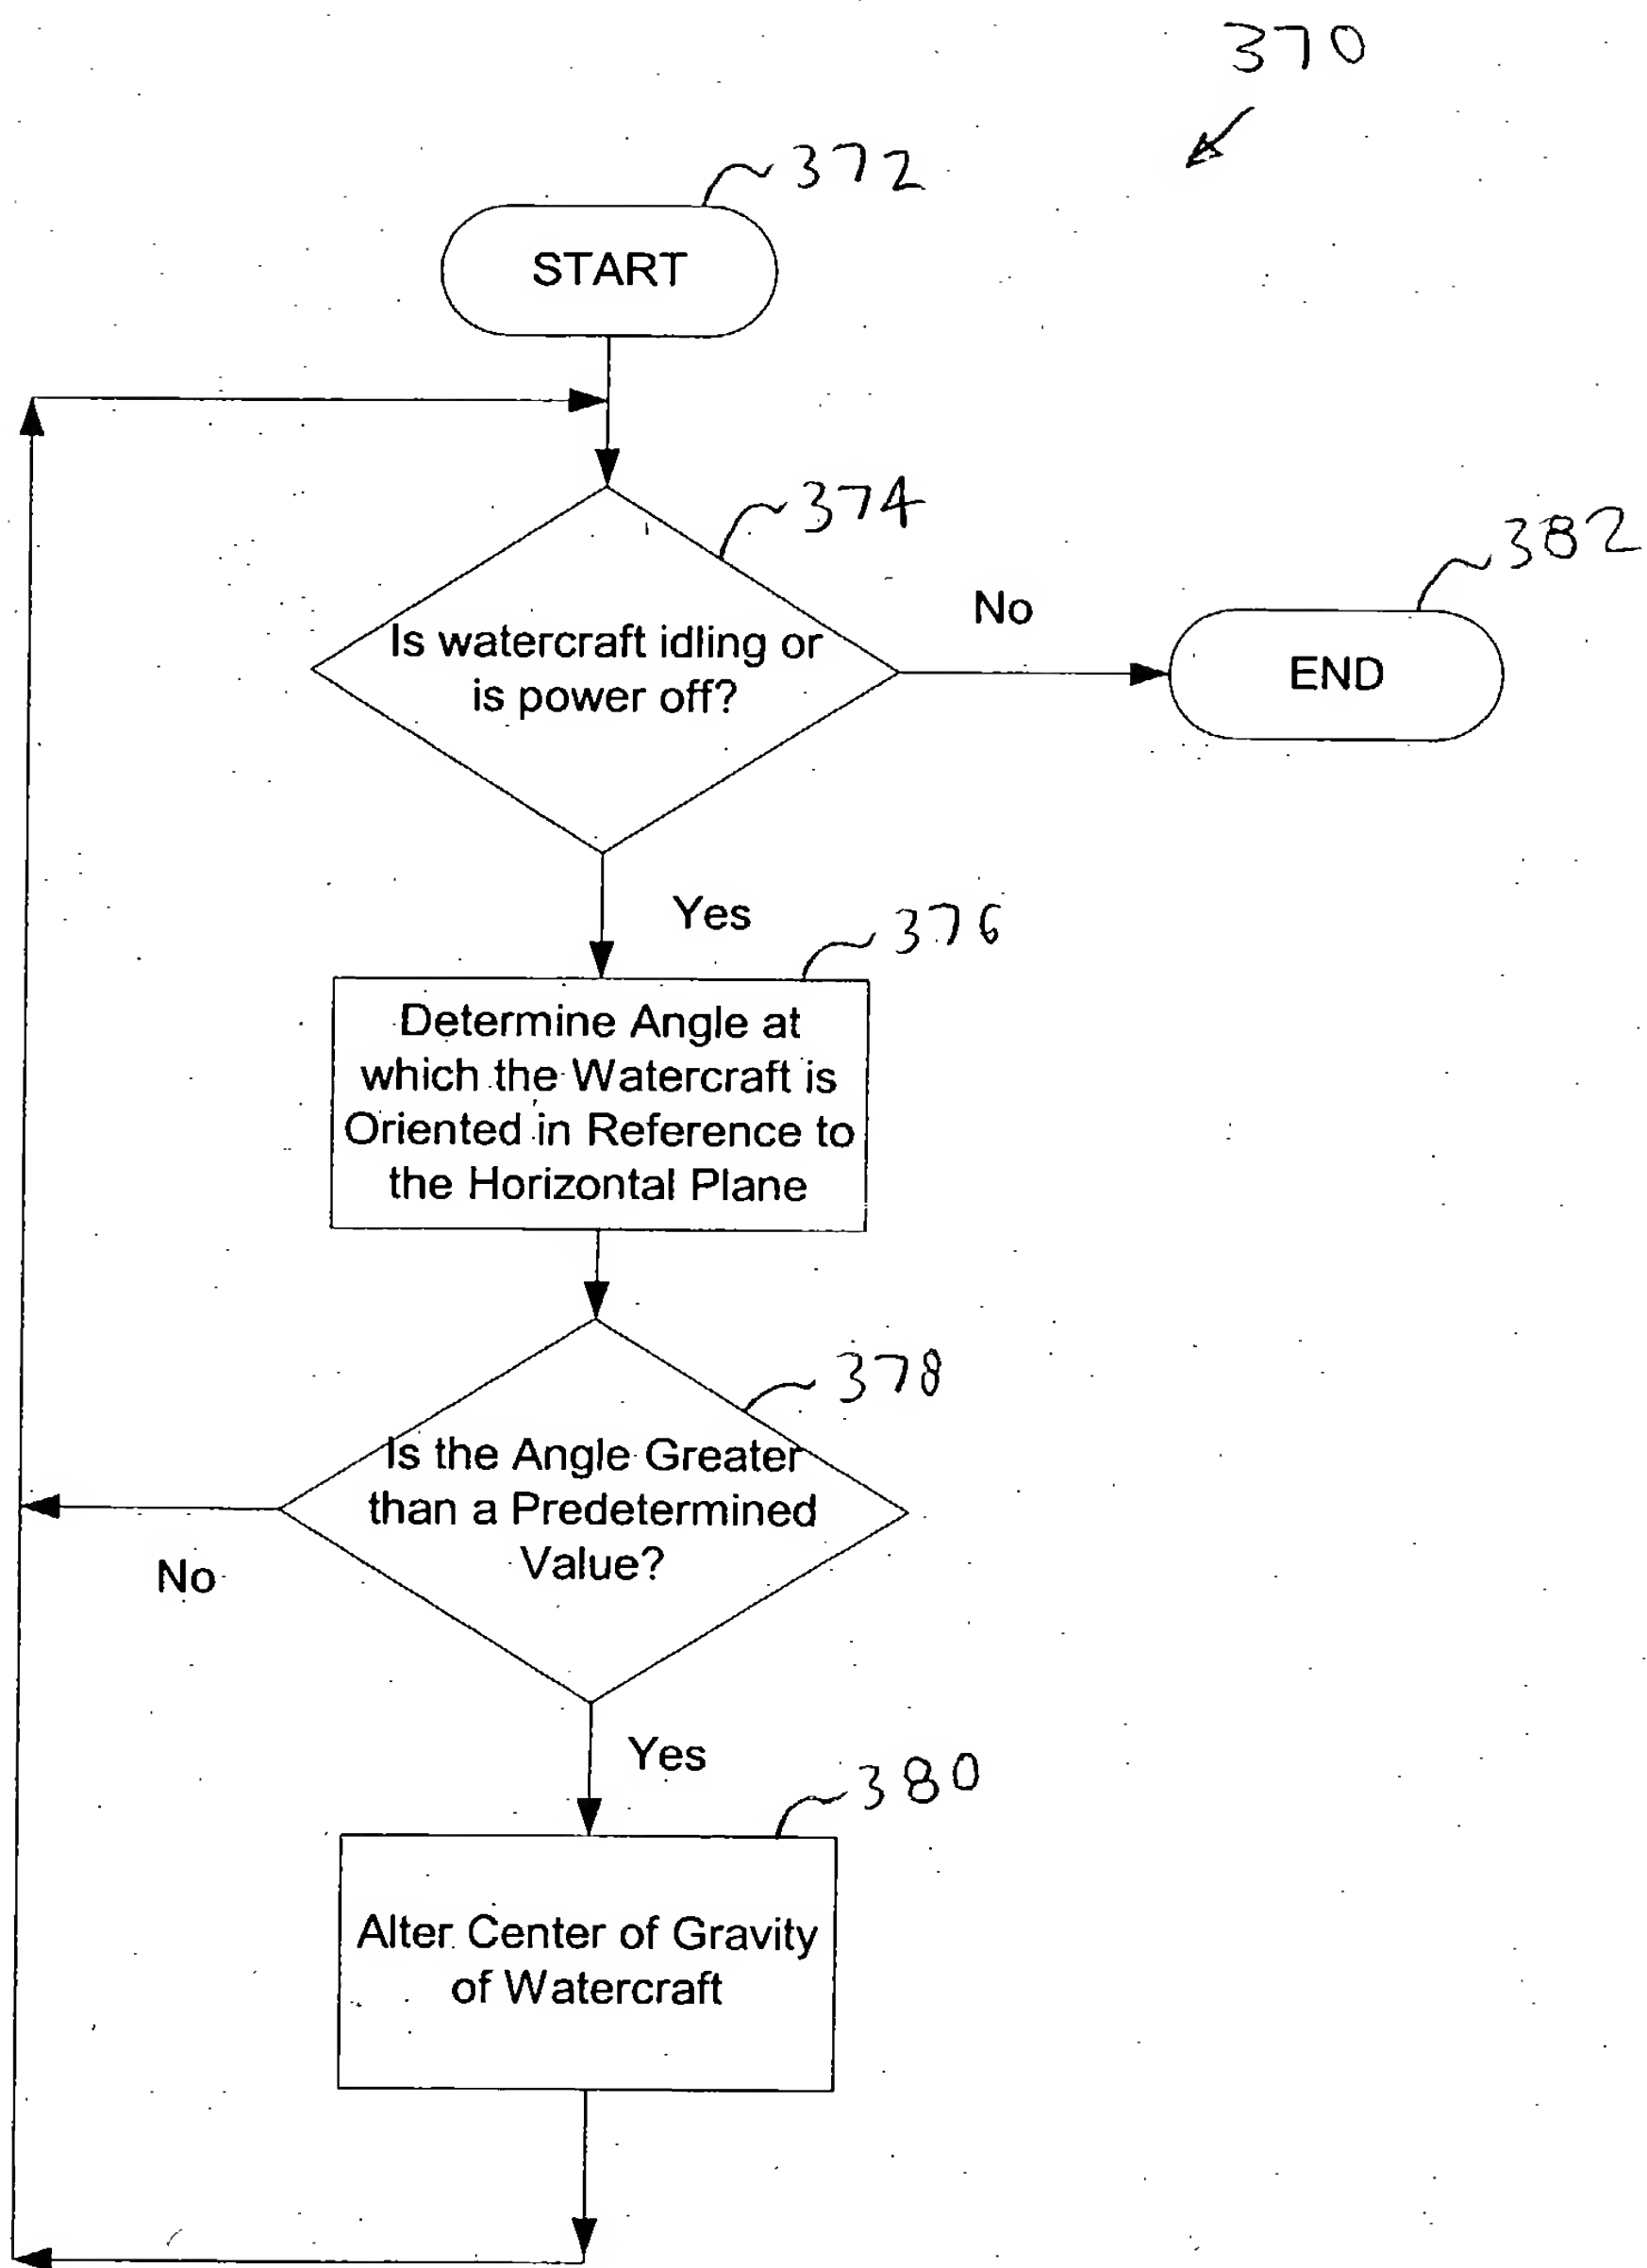 370
372
START
374
382
Is watercraft idling or
is power off?
No
END
Yes
376
Determine Angle at
which the Watercraft is
Oriented in Reference to
the Horizontal Plane
378
Is the Angle Greater
than a Predetermined
Value?
No
Yes
380
Alter Center of Gravity
of Watercraft